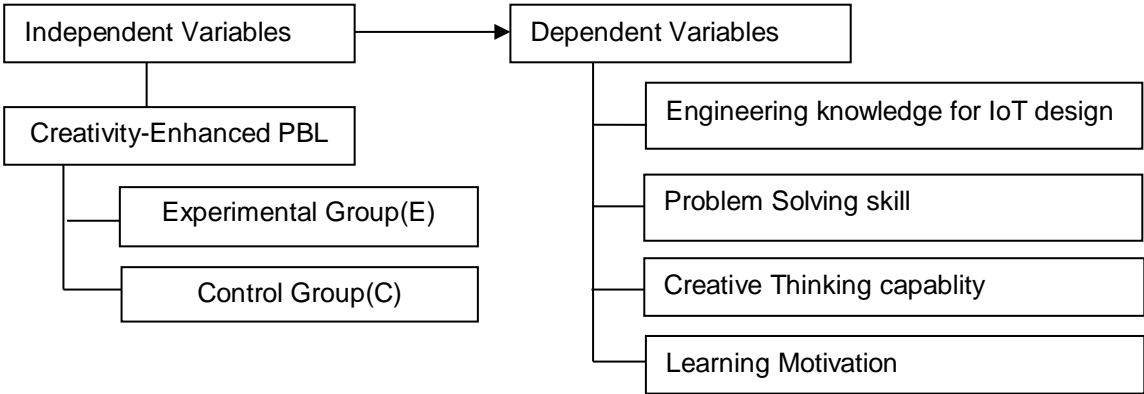 Independent Variables
Dependent Variables
Engineering knowledge for IoT design
Creativity-Enhanced PBL
Experimental Group(E)
Problem Solving skill
Control Group(C)
Creative Thinking capablity
Learning Motivation